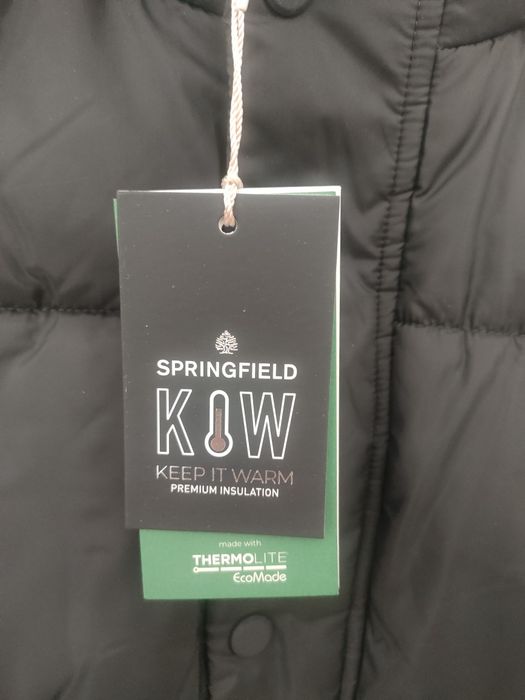 SPRINGFIELD
KIW
KEEP IT WARM
PREMIUM INSULATION
made with
THERMOLITE
EcoMade